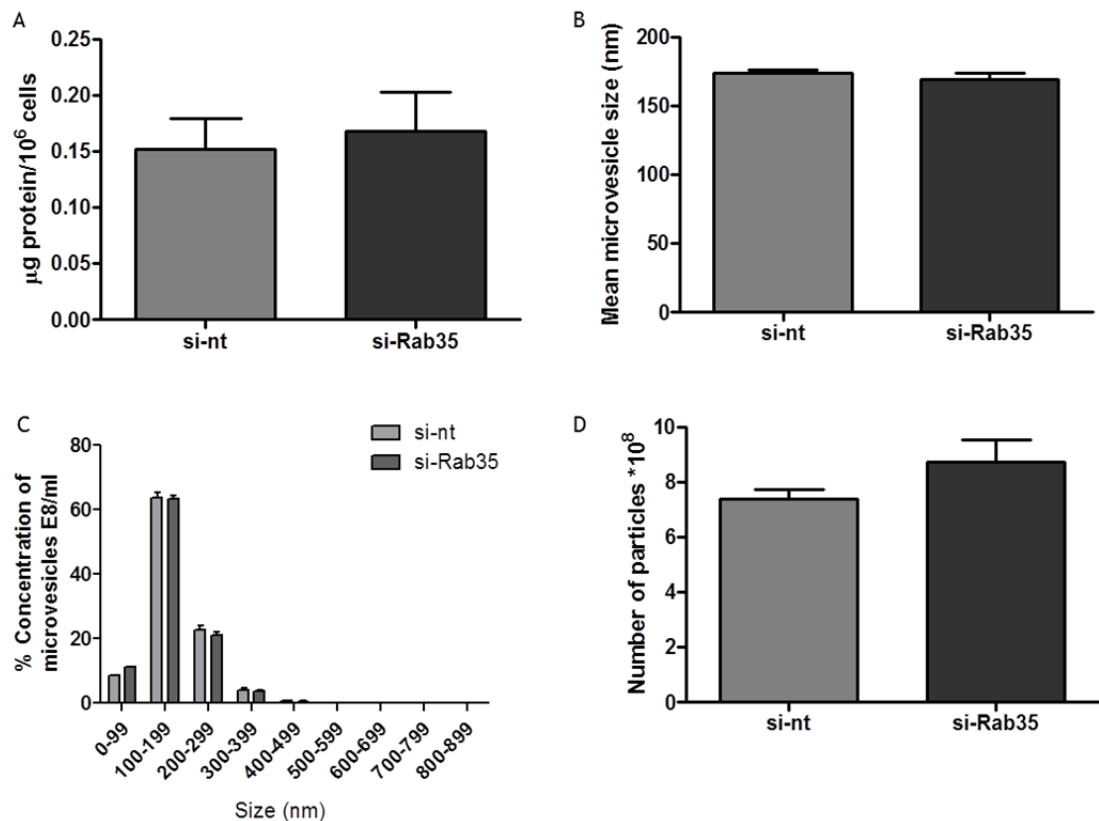 A
µg protein/10⁶ cells
0.25
0.20
0.15
0.10
0.05
0.00
si-nt
si-Rab35
B
Mean microvesicle size (nm)
200
150
100
50
0
si-nt
si-Rab35
C
si-nt
si-Rab35
% Concentration of
microvesicles E8/ml
80
60
40
20
0
0-99
100-199
200-299
300-399
400-499
500-599
600-699
700-799
800-899
Size (nm)
D
Number of particles *10⁸
10
8
6
4
2
0
si-nt
si-Rab35